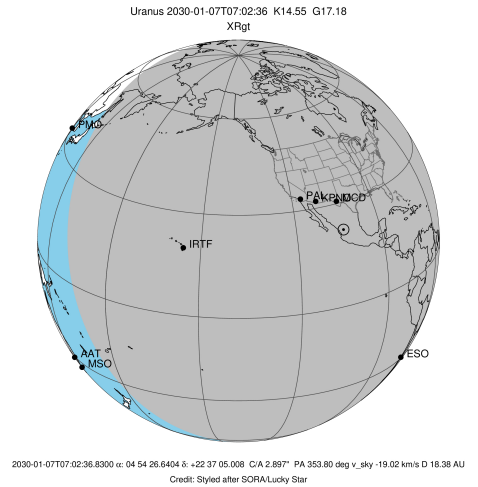 Uranus 2030-01-07T07:02:36 K14.55 G17.18
XRgt
PMO
PAL KPNO MCD
IRTF
AAT
MSO
ESO
2030-01-07T07:02:36.8300 α: 04 54 26.6404 δ: +22 37 05.008 C/A 2.897" PA 353.80 deg v_sky -19.02 km/s D 18.38 AU
Credit: Styled after SORA/Lucky Star